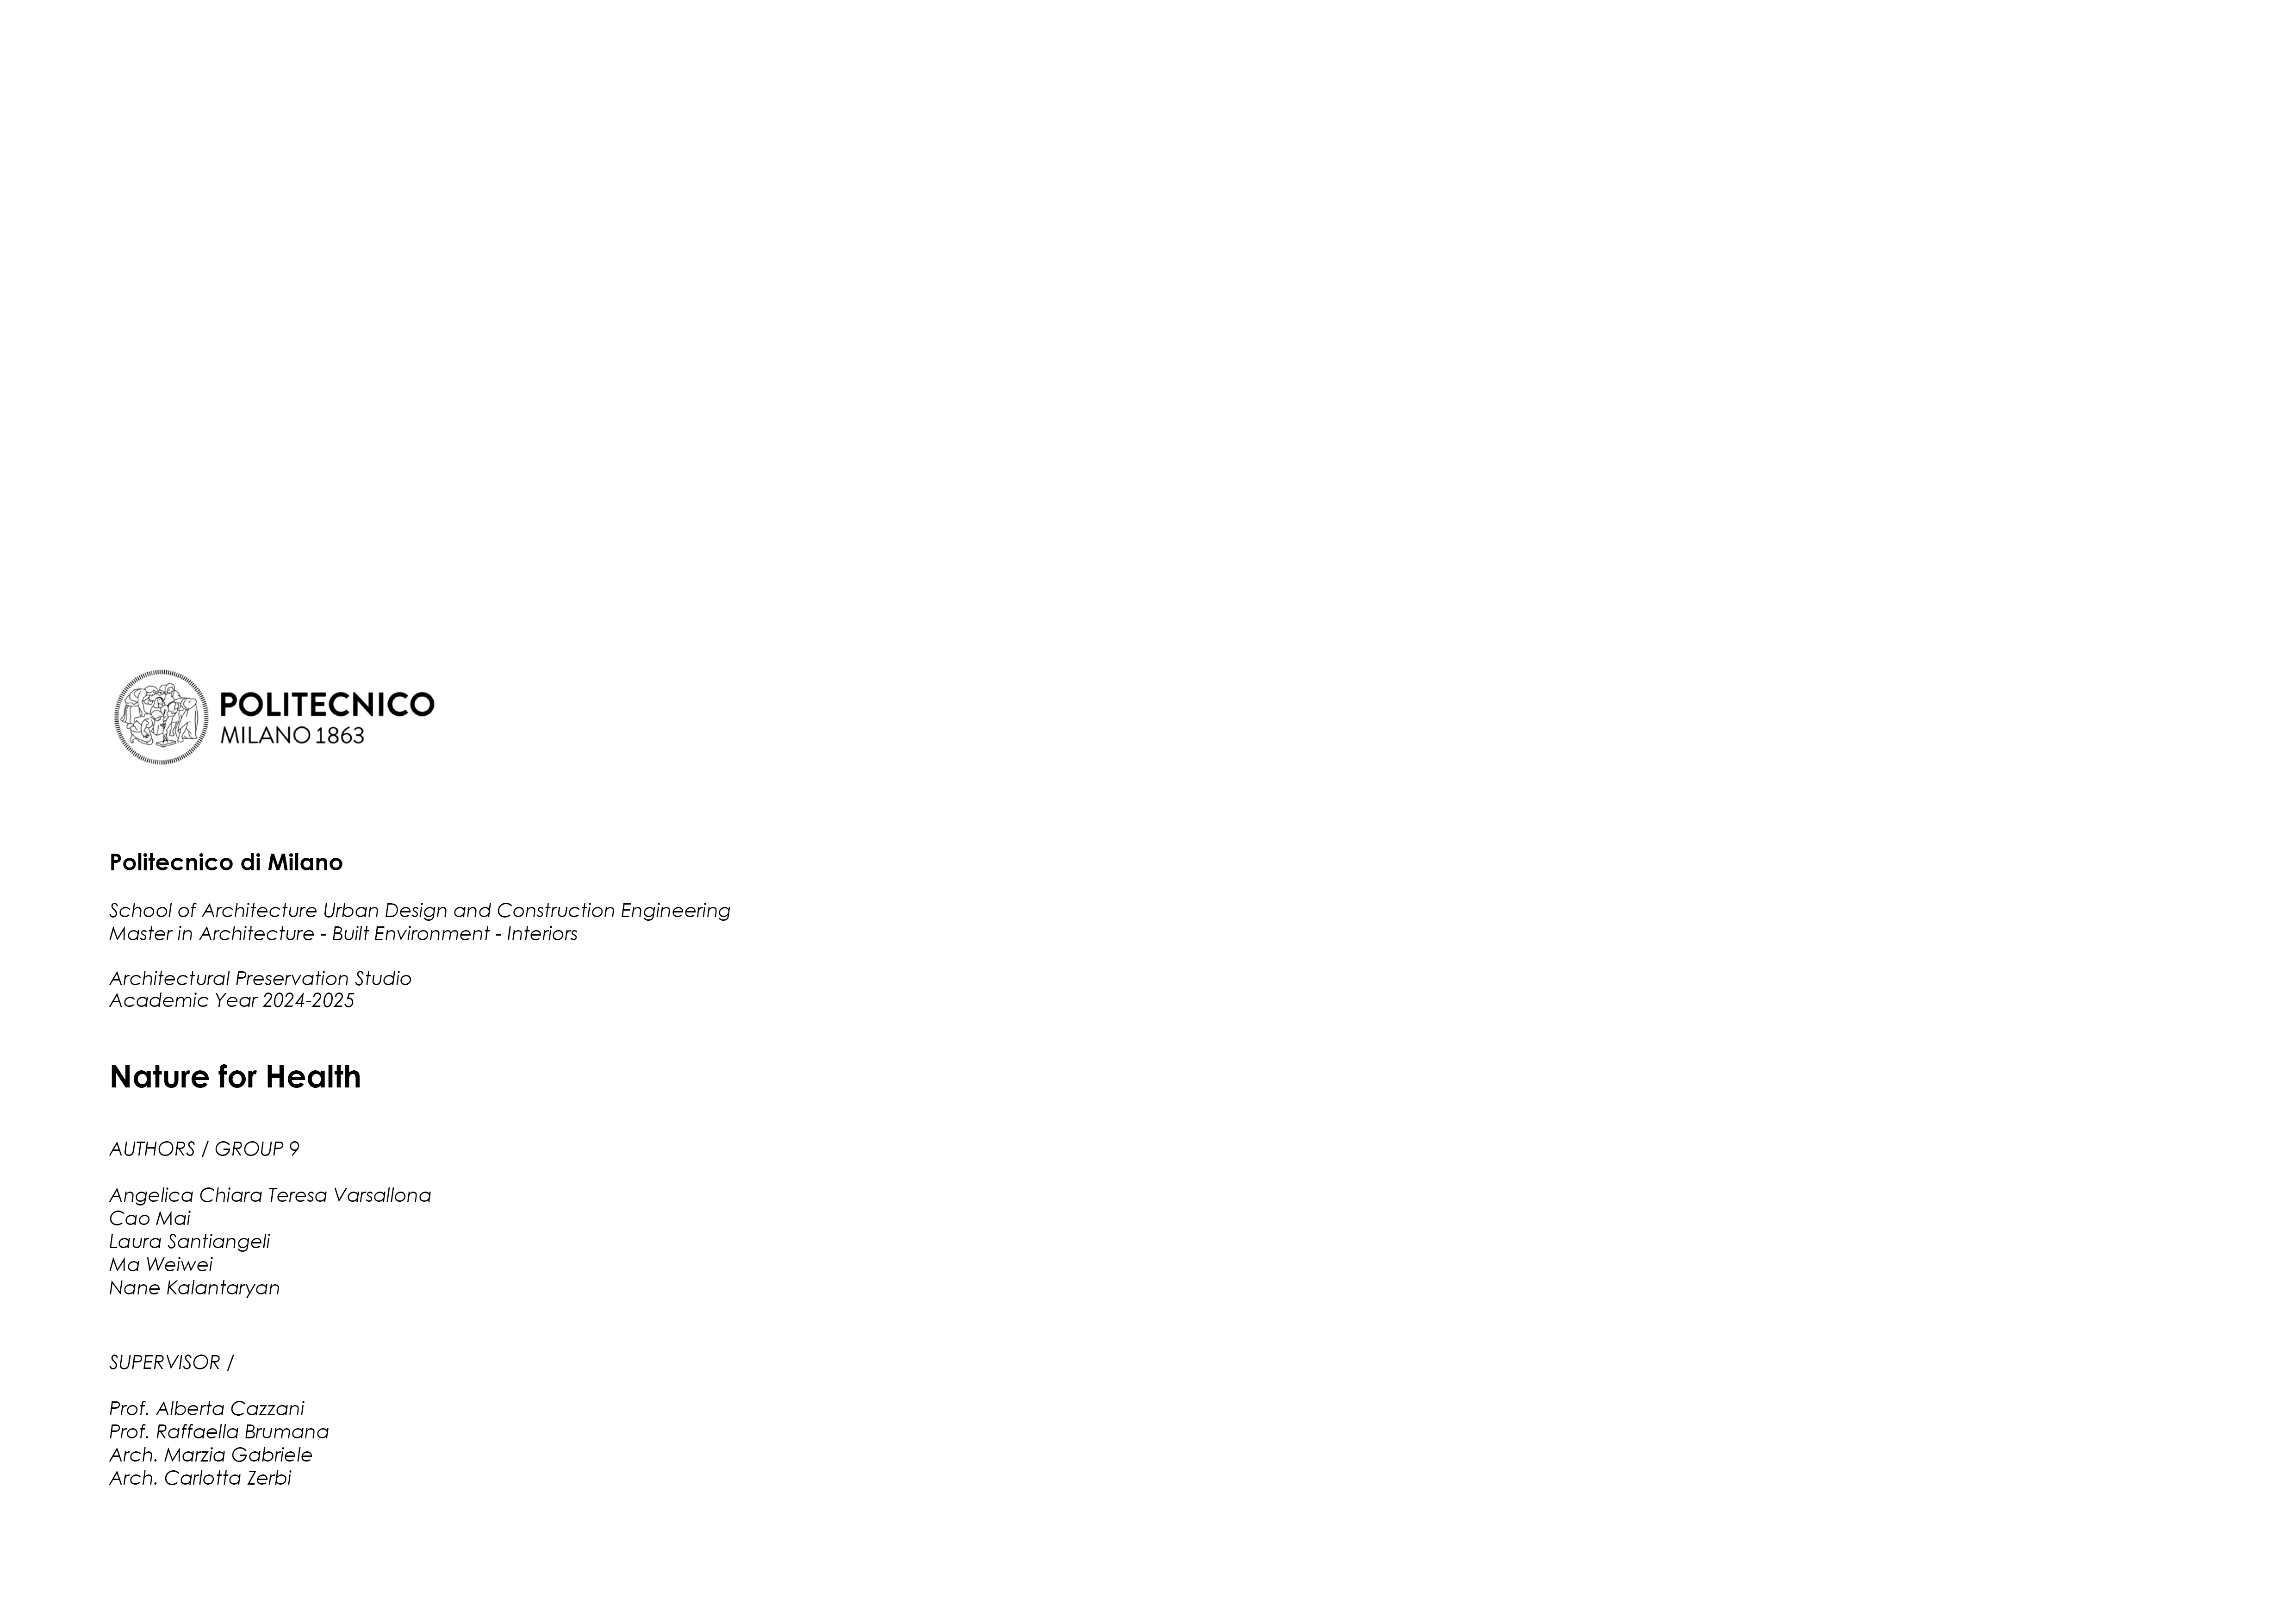 POLITECNICO
MILANO 1863
Politecnico di Milano
School of Architecture Urban Design and Construction Engineering
Master in Architecture - Built Environment - Interiors
Architectural Preservation Studio
Academic Year 2024-2025
Nature for Health
AUTHORS / GROUP 9
Angelica Chiara Teresa Varsallona
Cao Mai
Laura Santiangeli
Ma Weiwei
Nane Kalantaryan
SUPERVISOR /
Prof. Alberta Cazzani
Prof. Raffaella Brumana
Arch. Marzia Gabriele
Arch. Carlotta Zerbi